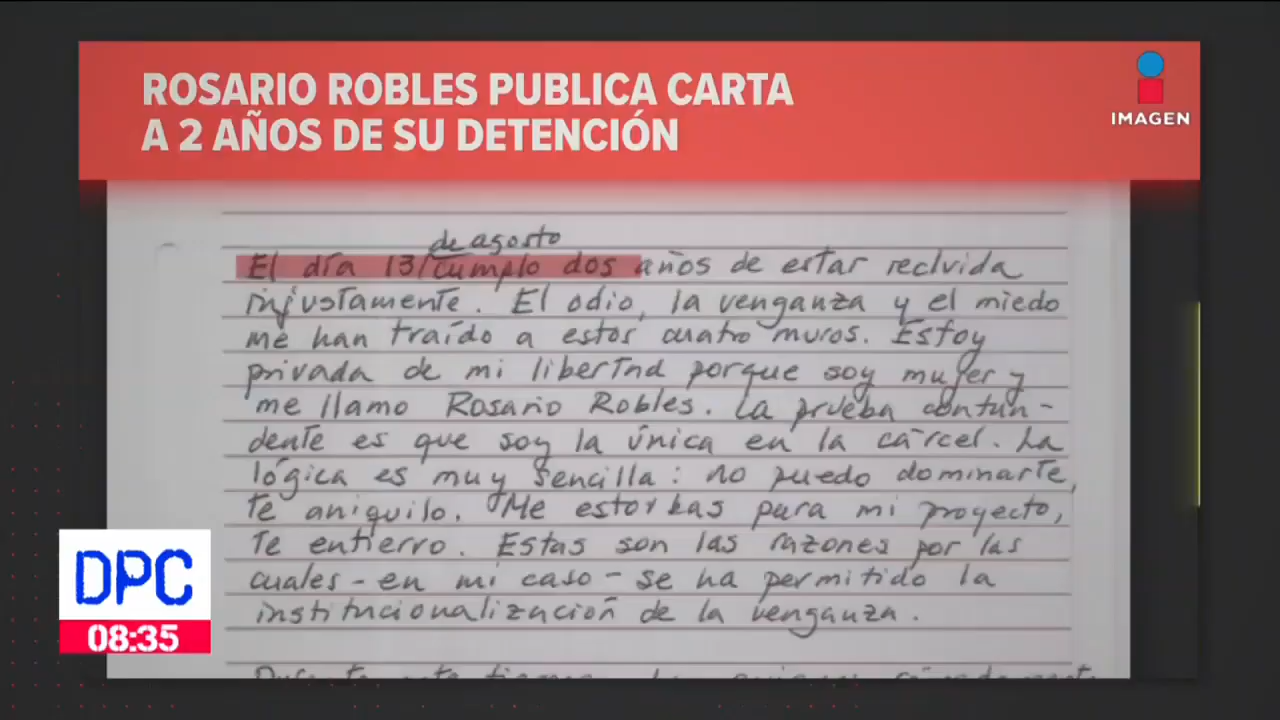 ROSARIO ROBLES PUBLICA CARTA
A 2 AÑOS DE SU DETENCIÓN
IMAGEN
de agosto
El día 13/cumplo dos años de estar recluida
injustamente. El odio, la venganza y el miedo
me han traído a estos cuatro muros. Estoy
privada de mi libertad porque soy mujer y
me llamo Rosario Robles. La prueba contun-
dente es que soy la única en la cárcel. La
lógica es muy sencilla: no puedo dominarte,
te aniquilo. Me estorbas para mi proyecto,
te entierro. Estas son las razones por las
cuales - en mi caso - se ha permitido la
institucionalización de la venganza.
DPC
08:35